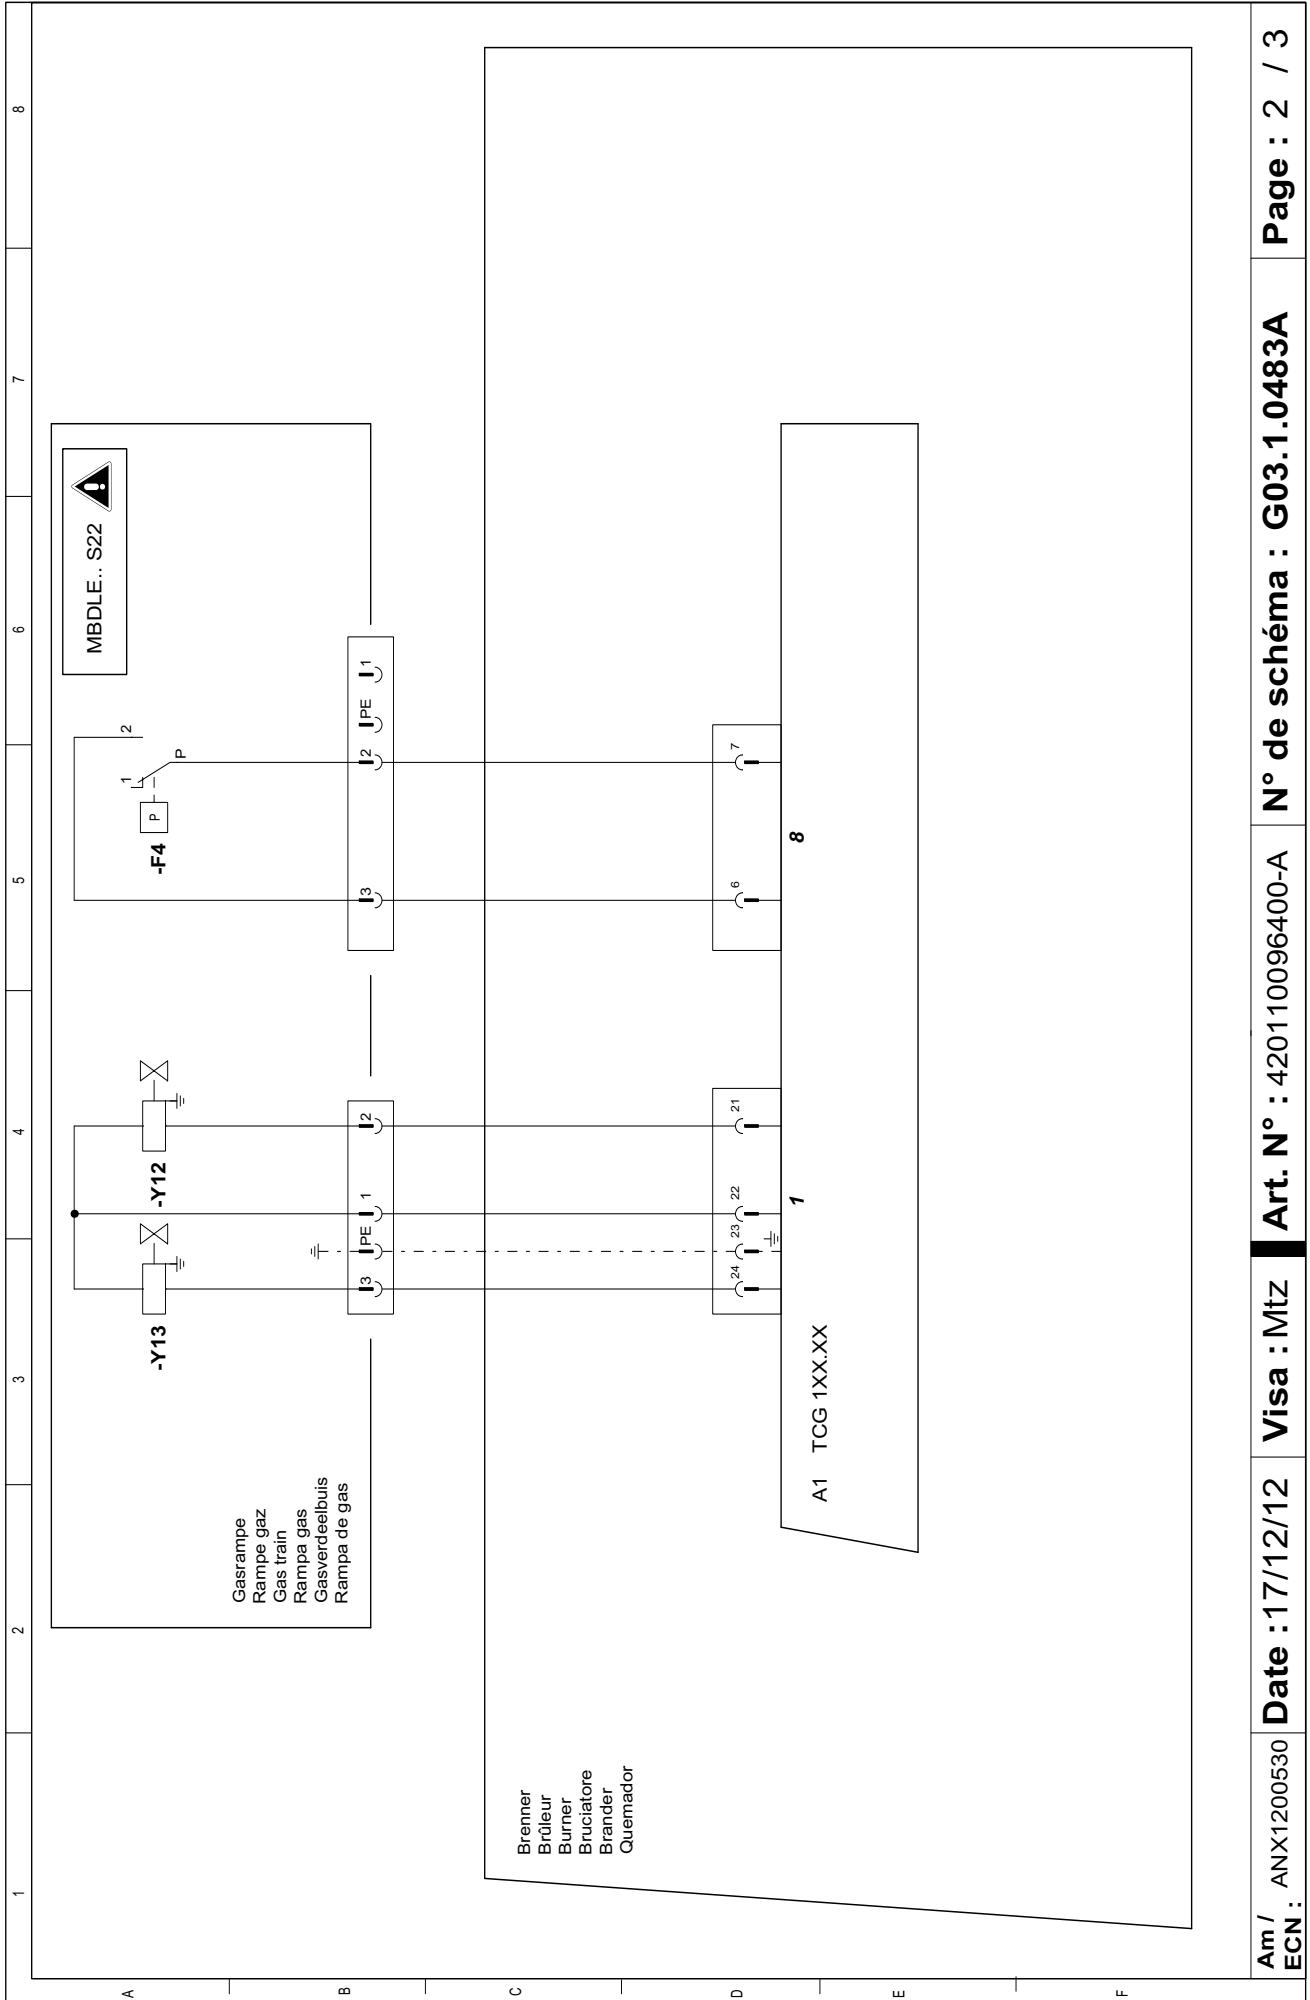 1 2 3 4 5 6 7 8
A
B
C
D
E
F
MBDLE.. S22
-Y13
-Y12
-F4
P
1
2
P
Gasrampe
Rampe gaz
Gas train
Rampa gas
Gasverdeelbuis
Rampa de gas
3 PE 1 2
3 2 PE 1
Brenner
Brûleur
Burner
Bruciatore
Brander
Quemador
24 23 22 21
6 7
1
8
A1 TCG 1XX.XX
Am / ECN : ANX1200530
Date : 17/12/12
Visa : Mtz
Art. N° : 420110096400-A
N° de schéma : G03.1.0483A
Page : 2 / 3